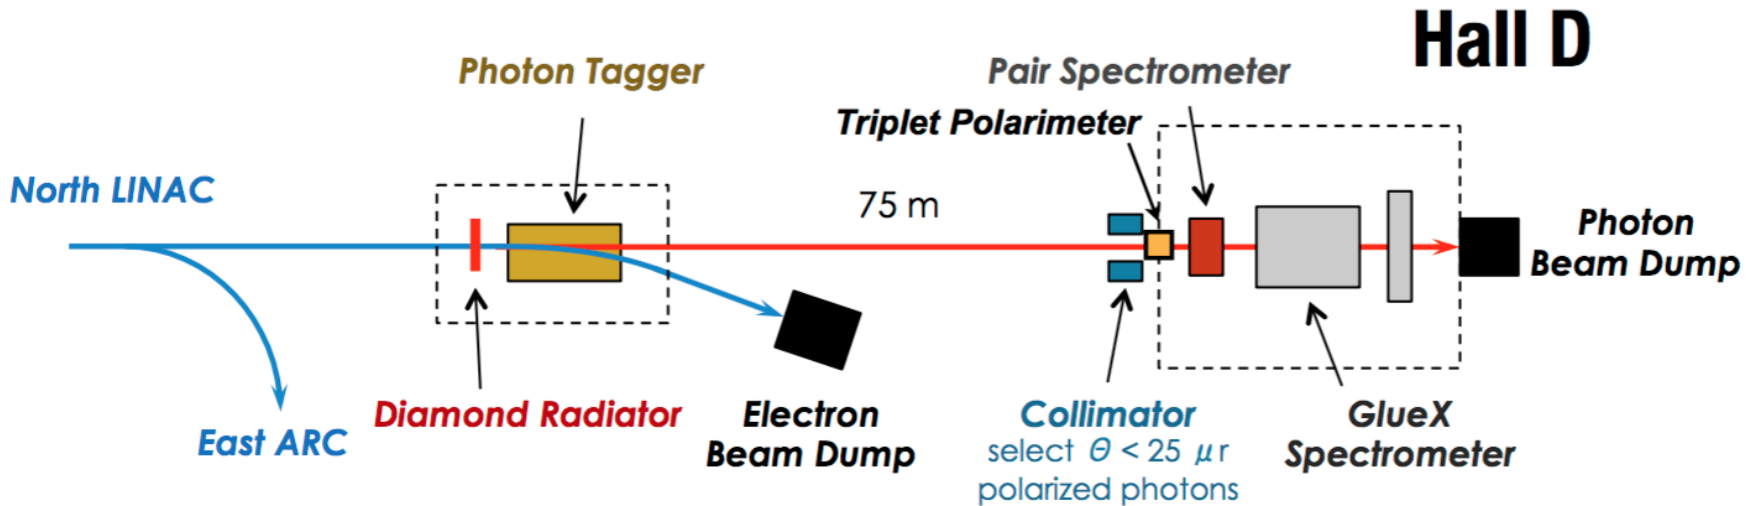 Hall D
Photon Tagger
Pair Spectrometer
Triplet Polarimeter
North LINAC
75 m
Photon
Beam Dump
East ARC
Diamond Radiator
Electron
Beam Dump
Collimator
select θ < 25 μr
polarized photons
GlueX
Spectrometer